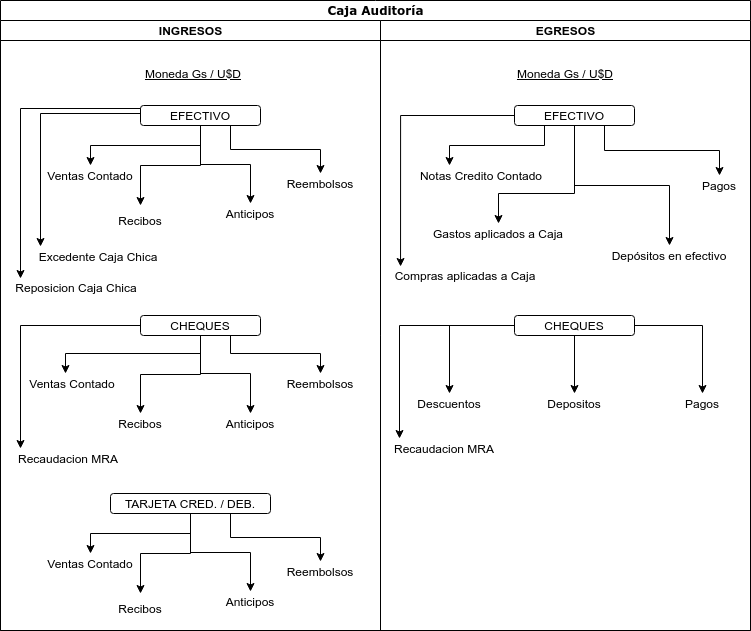 Caja Auditoría
INGRESOS
EGRESOS
Moneda Gs / U$D
Moneda Gs / U$D
EFECTIVO
Ventas Contado
Recibos
Anticipos
Reembolsos
Excedente Caja Chica
Reposicion Caja Chica
CHEQUES
Ventas Contado
Recibos
Anticipos
Reembolsos
Recaudacion MRA
TARJETA CRED. / DEB.
Ventas Contado
Recibos
Anticipos
Reembolsos
EFECTIVO
Notas Credito Contado
Pagos
Gastos aplicados a Caja
Depósitos en efectivo
Compras aplicadas a Caja
CHEQUES
Descuentos
Depositos
Pagos
Recaudacion MRA